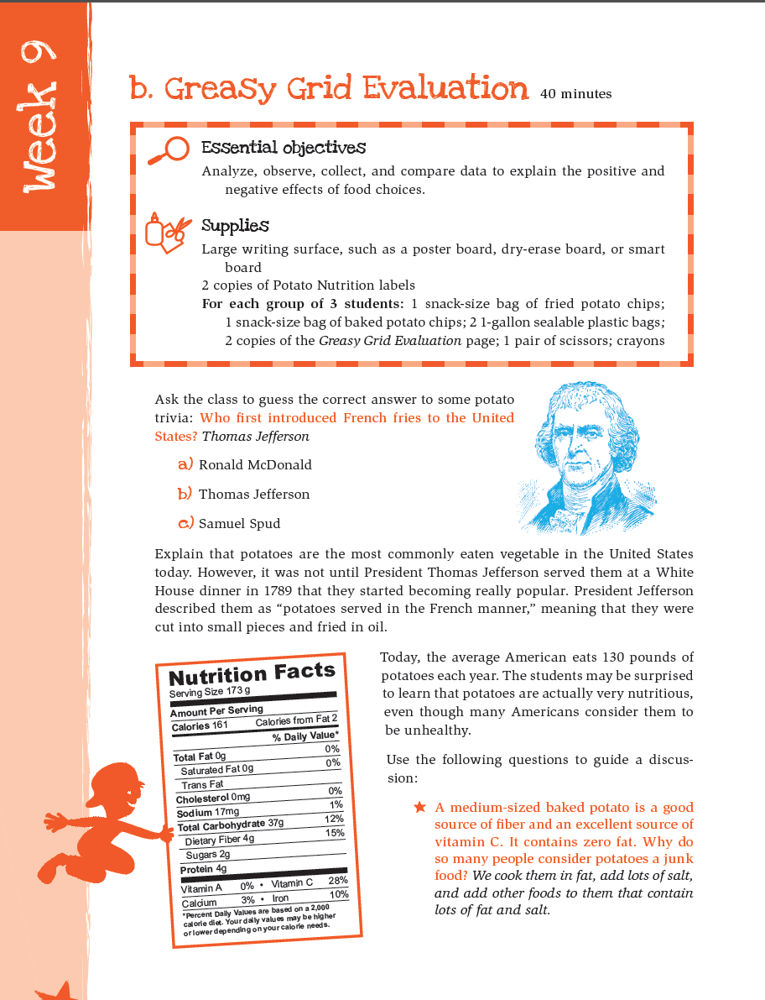 Week 9
b. Greasy Grid Evaluation 40 minutes
Essential objectives
Analyze, observe, collect, and compare data to explain the positive and
negative effects of food choices.
Supplies
Large writing surface, such as a poster board, dry-erase board, or smart
board
2 copies of Potato Nutrition labels
For each group of 3 students: 1 snack-size bag of fried potato chips;
1 snack-size bag of baked potato chips; 2 1-gallon sealable plastic bags;
2 copies of the Greasy Grid Evaluation page; 1 pair of scissors; crayons
Ask the class to guess the correct answer to some potato
trivia: Who first introduced French fries to the United
States? Thomas Jefferson
a) Ronald McDonald
b) Thomas Jefferson
c) Samuel Spud
Explain that potatoes are the most commonly eaten vegetable in the United States
today. However, it was not until President Thomas Jefferson served them at a White
House dinner in 1789 that they started becoming really popular. President Jefferson
described them as “potatoes served in the French manner,” meaning that they were
cut into small pieces and fried in oil.
Nutrition Facts
Serving Size 173 g
Amount Per Serving
Calories 161 Calories from Fat 2
% Daily Value*
Total Fat 0g 0%
Saturated Fat 0g 0%
Trans Fat
Cholesterol 0mg 0%
Sodium 17mg 1%
Total Carbohydrate 37g 12%
Dietary Fiber 4g 15%
Sugars 2g
Protein 4g
Vitamin A 0% • Vitamin C 28%
Calcium 3% • Iron 10%
*Percent Daily Values are based on a 2,000
calorie diet. Your daily values may be higher
or lower depending on your calorie needs.
Today, the average American eats 130 pounds of
potatoes each year. The students may be surprised
to learn that potatoes are actually very nutritious,
even though many Americans consider them to
be unhealthy.
Use the following questions to guide a discus-
sion:
★ A medium-sized baked potato is a good
source of fiber and an excellent source of
vitamin C. It contains zero fat. Why do
so many people consider potatoes a junk
food? We cook them in fat, add lots of salt,
and add other foods to them that contain
lots of fat and salt.